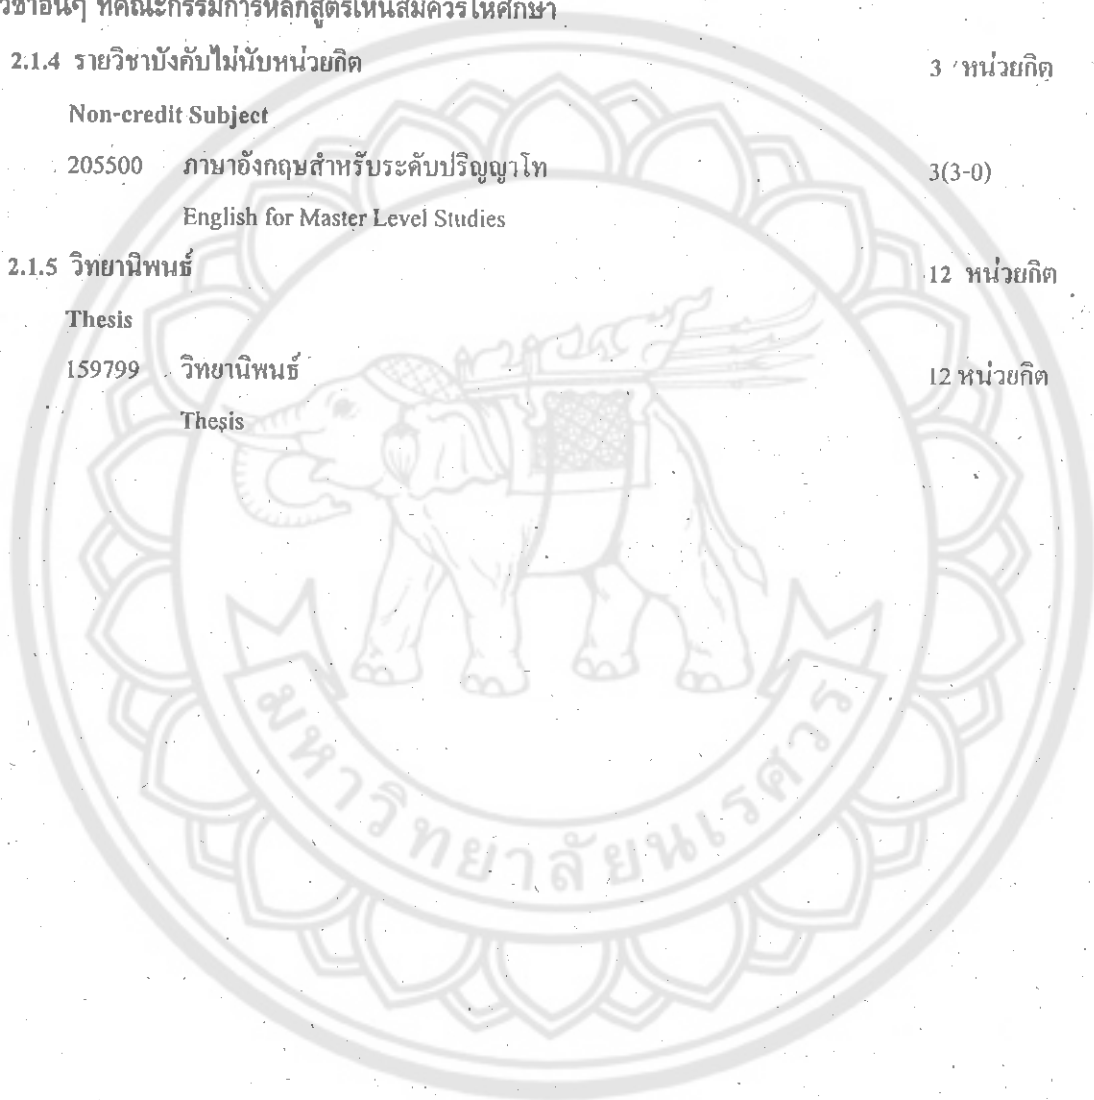 วิชาอื่นๆ ที่คณะกรรมการหลักสูตรเห็นสมควรให้ศึกษา
2.1.4 รายวิชาบังคับไม่นับหน่วยกิต 3 หน่วยกิต
Non-credit Subject
205500 ภาษาอังกฤษสำหรับระดับปริญญาโท 3(3-0)
English for Master Level Studies
2.1.5 วิทยานิพนธ์ 12 หน่วยกิต
Thesis
159799 วิทยานิพนธ์ 12 หน่วยกิต
Thesis
มหาวิทยาลัยนเรศวร